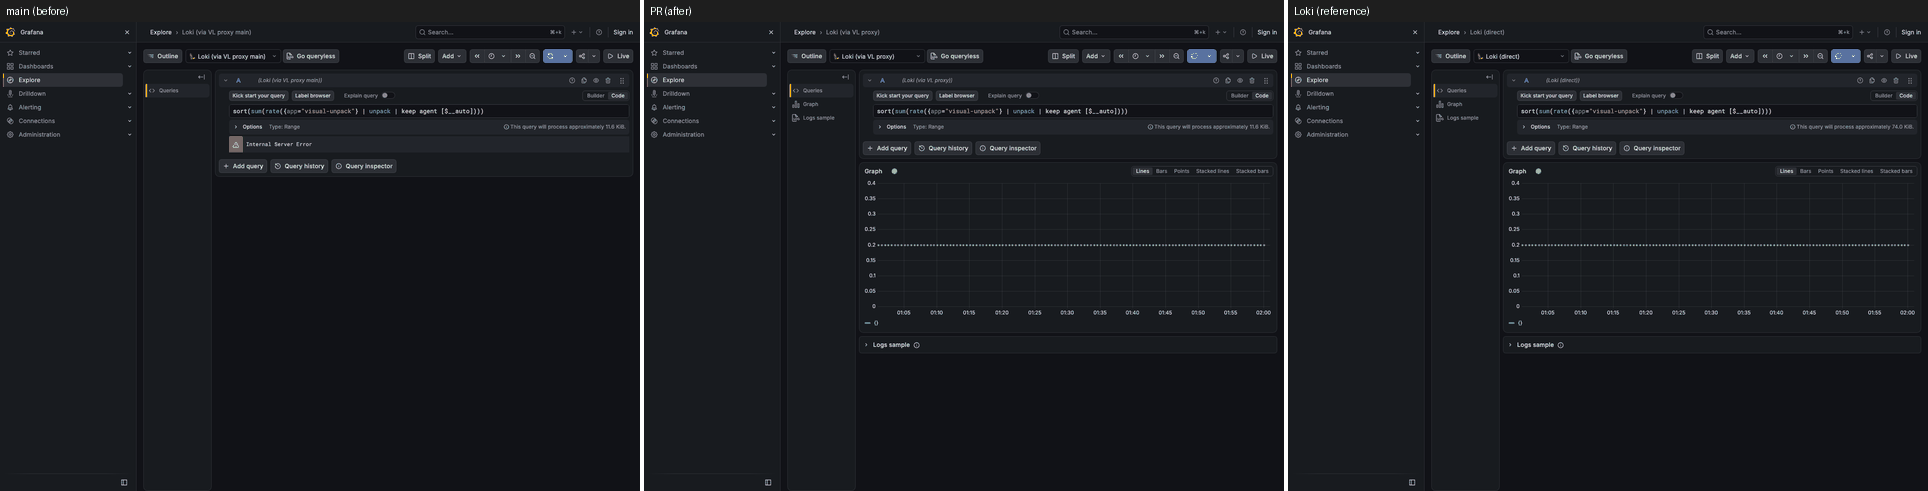 main (before)
Grafana
Explore › Loki (via VL proxy main)
Search... ⌘+k
Sign in
Starred
Dashboards
Explore
Drilldown
Alerting
Connections
Administration
Outline
Loki (via VL proxy main)
Go queryless
Split
Add
Live
Queries
A (Loki (via VL proxy main))
Kick start your query
Label browser
Explain query
Builder
Code
sort(sum(rate({app="visual-unpack"} | unpack | keep agent [$__auto])))
Options Type: Range
This query will process approximately 11.8 KiB.
Internal Server Error
+ Add query
Query history
Query inspector
PR (after)
Grafana
Explore › Loki (via VL proxy)
Search... ⌘+k
Sign in
Starred
Dashboards
Explore
Drilldown
Alerting
Connections
Administration
Outline
Loki (via VL proxy)
Go queryless
Split
Add
Live
Queries
Graph
Logs sample
A (Loki (via VL proxy))
Kick start your query
Label browser
Explain query
Builder
Code
sort(sum(rate({app="visual-unpack"} | unpack | keep agent [$__auto])))
Options Type: Range
This query will process approximately 11.8 KiB.
+ Add query
Query history
Query inspector
Graph
Lines
Bars
Points
Stacked lines
Stacked bars
0.4
0.35
0.3
0.25
0.2
0.15
0.1
0.05
0
01:05 01:10 01:15 01:20 01:25 01:30 01:35 01:40 01:45 01:50 01:55 02:00
{}
Logs sample
Loki (reference)
Grafana
Explore › Loki (direct)
Search... ⌘+k
Sign in
Starred
Dashboards
Explore
Drilldown
Alerting
Connections
Administration
Outline
Loki (direct)
Go queryless
Split
Add
Live
Queries
Graph
Logs sample
A (Loki (direct))
Kick start your query
Label browser
Explain query
Builder
Code
sort(sum(rate({app="visual-unpack"} | unpack | keep agent [$__auto])))
Options Type: Range
This query will process approximately 74.0 KiB.
+ Add query
Query history
Query inspector
Graph
Lines
Bars
Points
Stacked lines
Stacked bars
0.4
0.35
0.3
0.25
0.2
0.15
0.1
0.05
0
01:05 01:10 01:15 01:20 01:25 01:30 01:35 01:40 01:45 01:50 01:55 02:00
{}
Logs sample